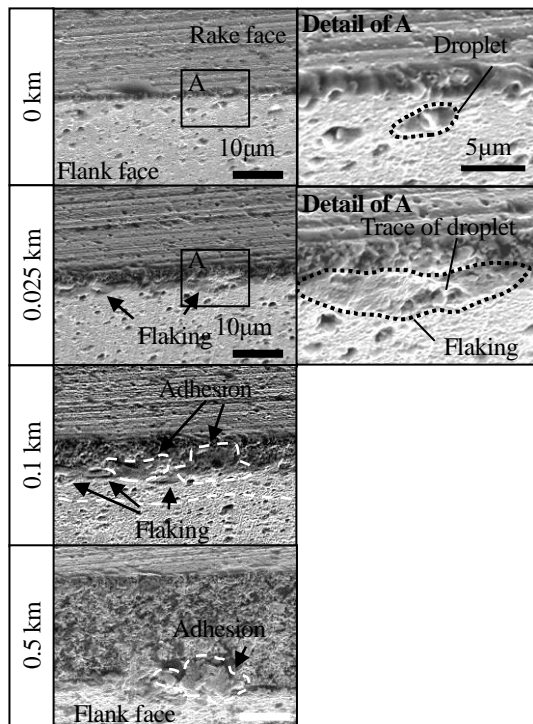 0 km
Rake face
A
10μm
Flank face
Detail of A
Droplet
5μm
0.025 km
A
Flaking
10μm
Detail of A
Trace of droplet
Flaking
0.1 km
Adhesion
Flaking
0.5 km
Adhesion
Flank face